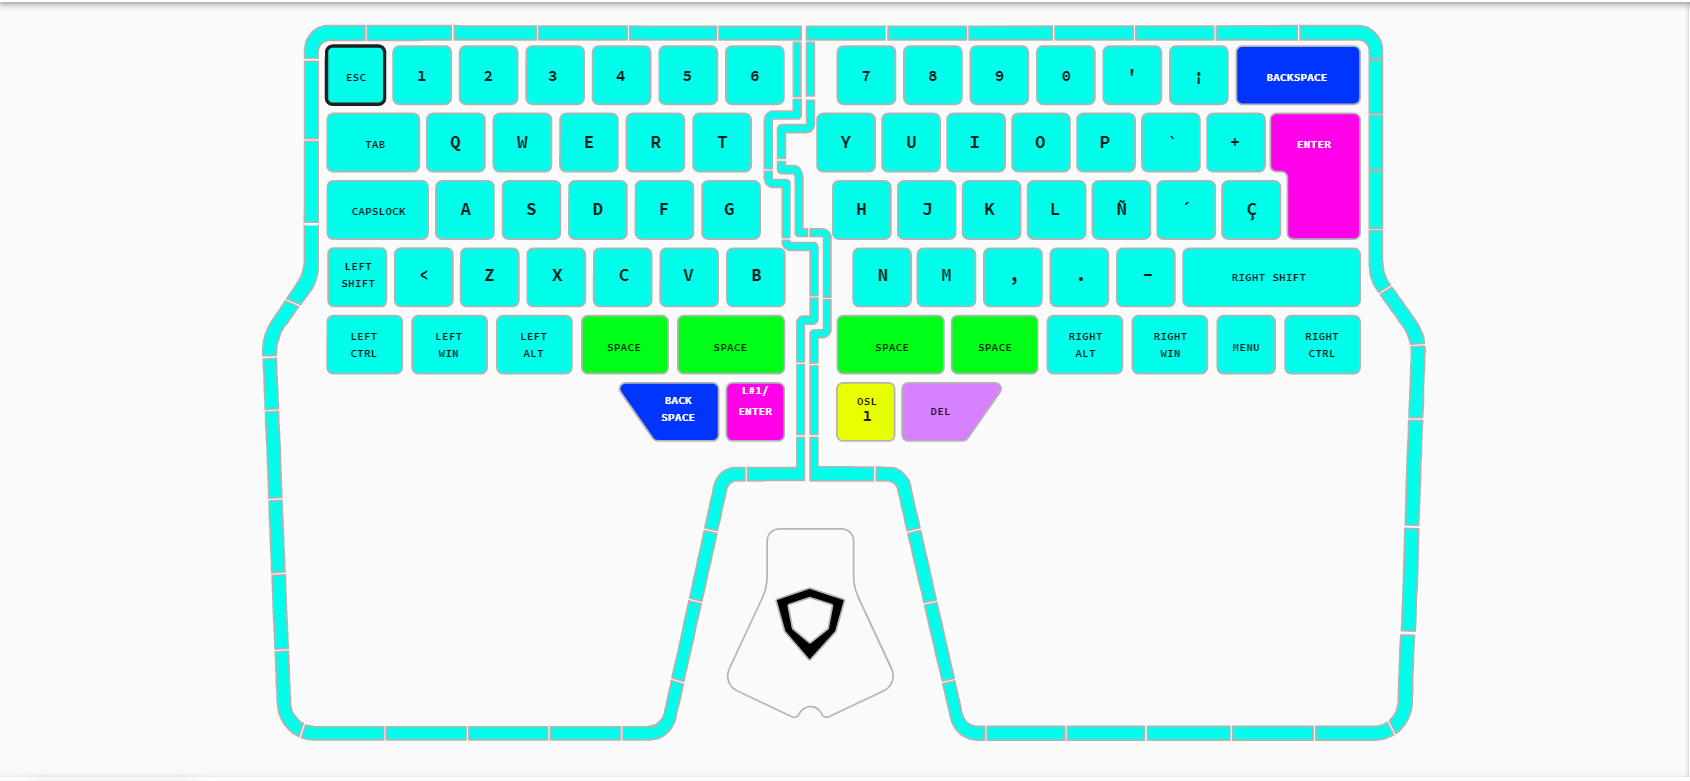 ESC 1 2 3 4 5 6 7 8 9 0 ' ¡ BACKSPACE
TAB Q W E R T Y U I O P ` + ENTER
CAPSLOCK A S D F G H J K L Ñ ´ Ç
LEFT SHIFT < Z X C V B N M , . - RIGHT SHIFT
LEFT CTRL LEFT WIN LEFT ALT SPACE SPACE SPACE SPACE RIGHT ALT RIGHT WIN MENU RIGHT CTRL
BACK SPACE L#1/ ENTER OSL 1 DEL